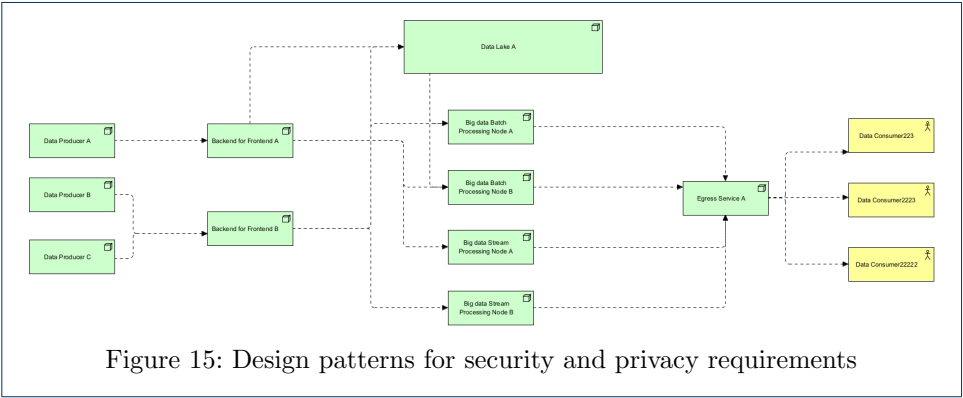 Data Lake A
Data Producer A
Backend for Frontend A
Data Producer B
Data Producer C
Backend for Frontend B
Big data Batch
Processing Node A
Big data Batch
Processing Node B
Big data Stream
Processing Node A
Big data Stream
Processing Node B
Egress Service A
Data Consumer223
Data Consumer2223
Data Consumer22222
Figure 15: Design patterns for security and privacy requirements